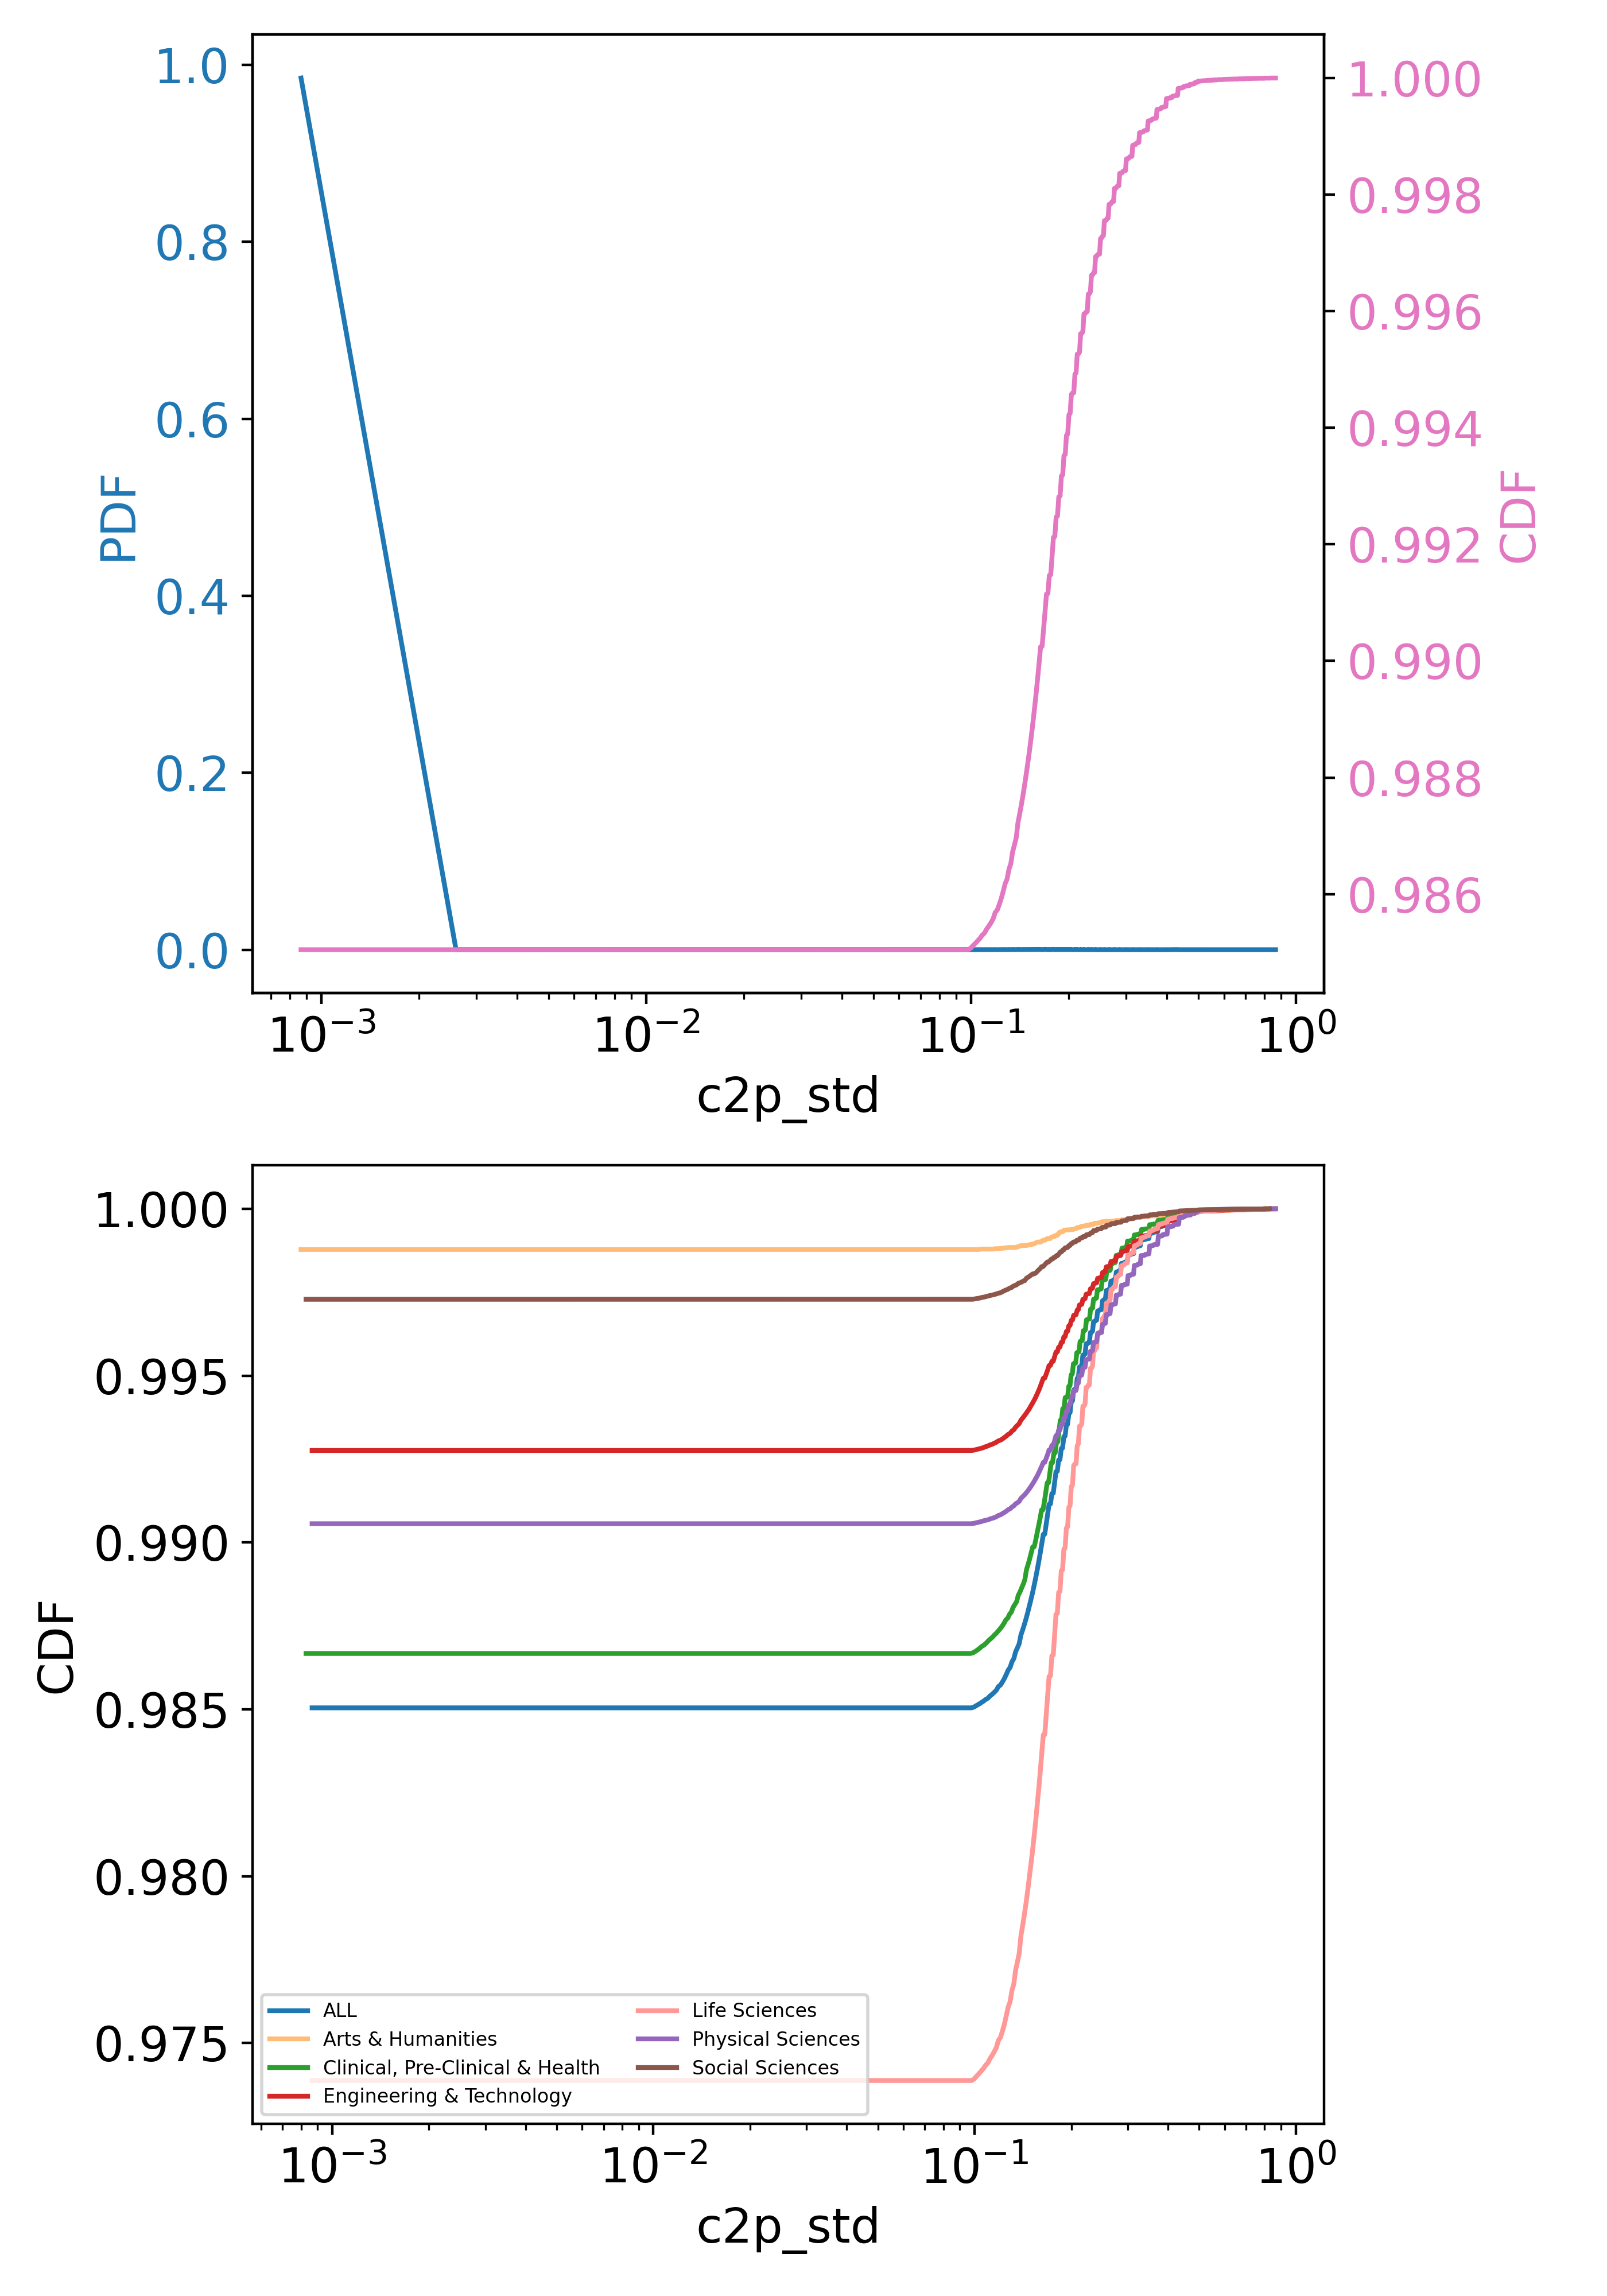 1.0
0.8
0.6
0.4
0.2
0.0
PDF
1.000
0.998
0.996
0.994
0.992
0.990
0.988
0.986
CDF
10⁻³ 10⁻² 10⁻¹ 10⁰
c2p_std
1.000
0.995
0.990
0.985
0.980
0.975
CDF
ALL
Arts & Humanities
Clinical, Pre-Clinical & Health
Engineering & Technology
Life Sciences
Physical Sciences
Social Sciences
10⁻³ 10⁻² 10⁻¹ 10⁰
c2p_std